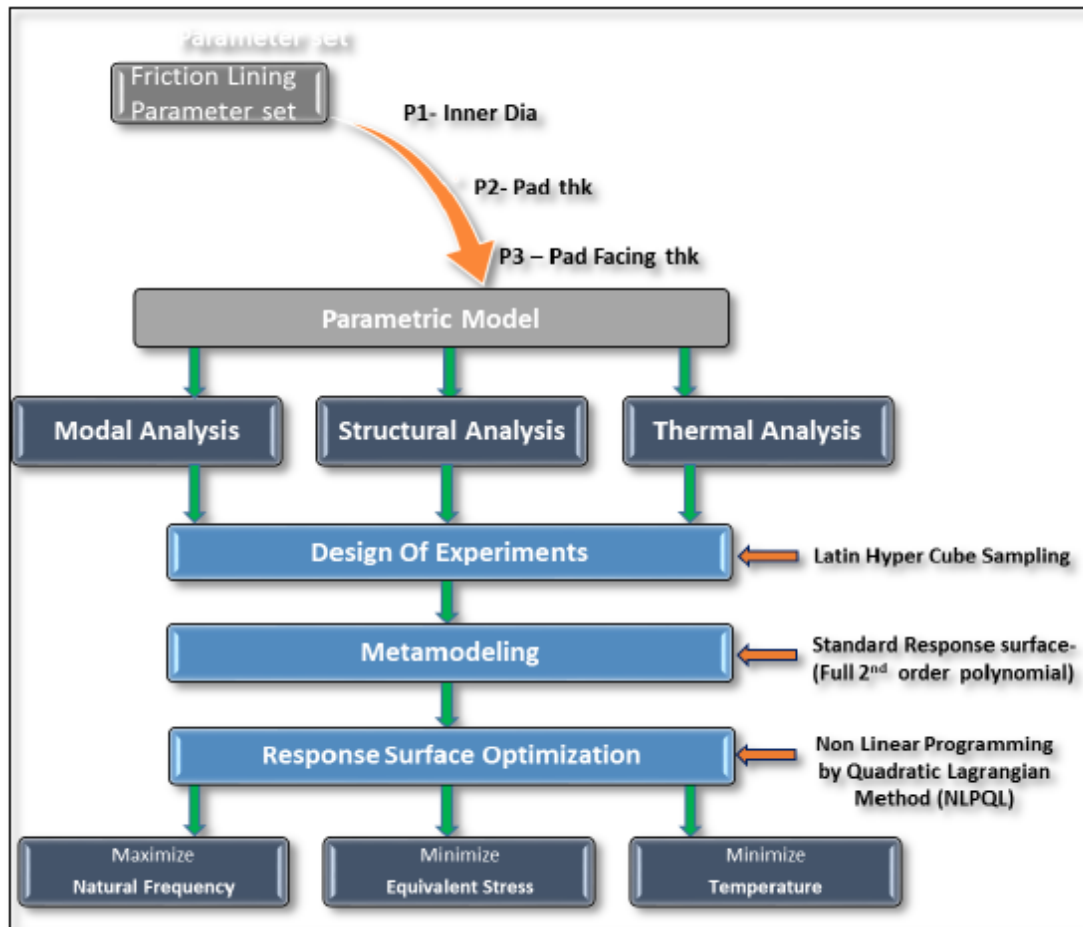 Parameter set
Friction Lining
Parameter set
P1- Inner Dia
P2- Pad thk
P3 – Pad Facing thk
Parametric Model
Modal Analysis
Structural Analysis
Thermal Analysis
Design Of Experiments
Latin Hyper Cube Sampling
Metamodeling
Standard Response surface-
(Full 2nd order polynomial)
Response Surface Optimization
Non Linear Programming
by Quadratic Lagrangian
Method (NLPQL)
Maximize
Natural Frequency
Minimize
Equivalent Stress
Minimize
Temperature